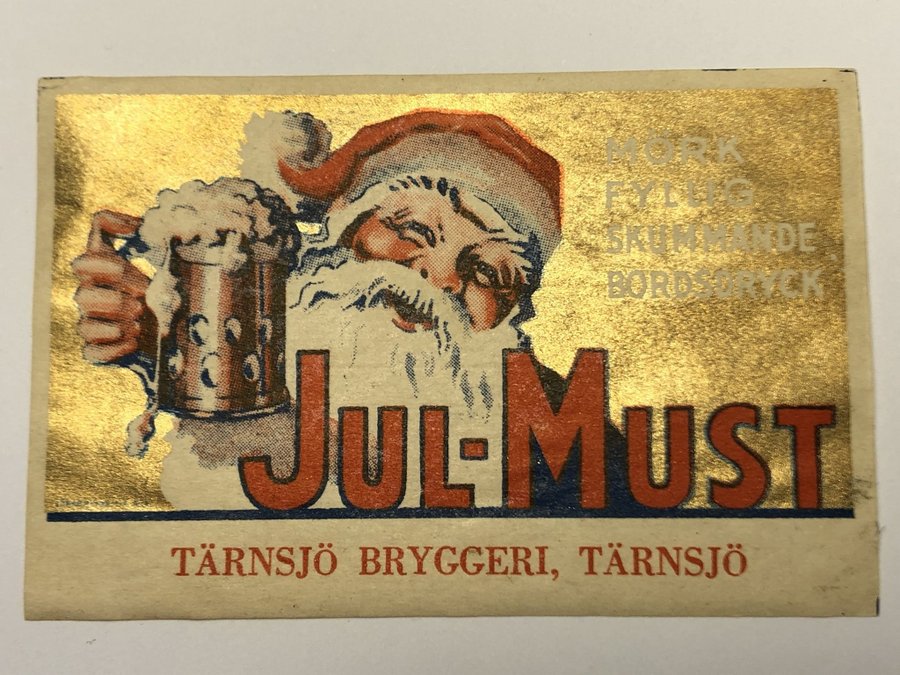 MÖRK
FYLLIG
SKUMMANDE
BORDSDRYCK
JUL-MUST
TÄRNSJÖ BRYGGERI, TÄRNSJÖ